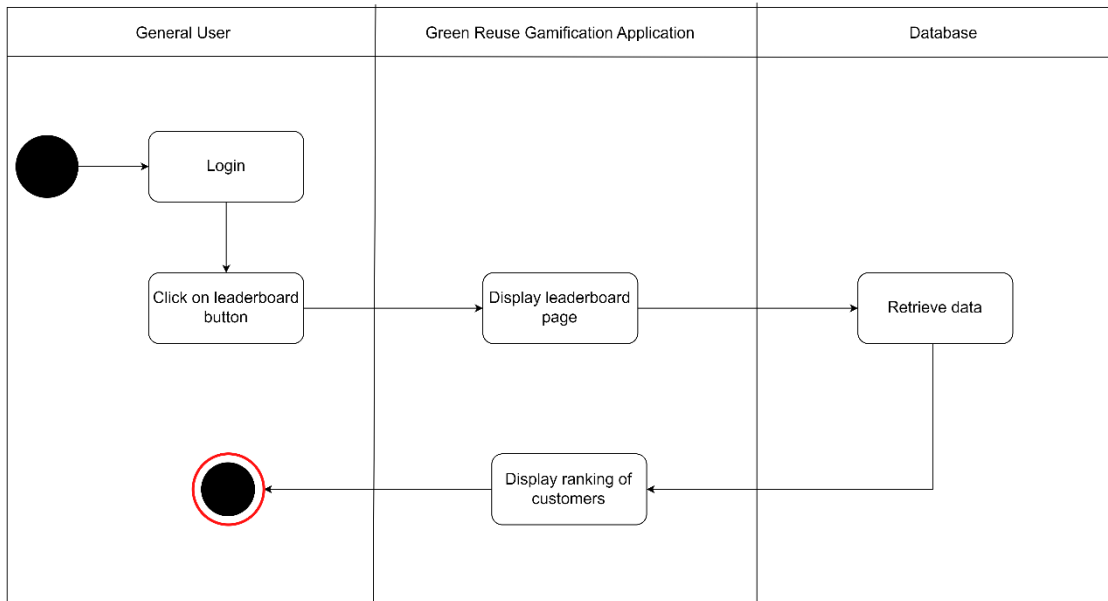 General User
Green Reuse Gamification Application
Database
Login
Click on leaderboard
button
Display leaderboard
page
Retrieve data
Display ranking of
customers